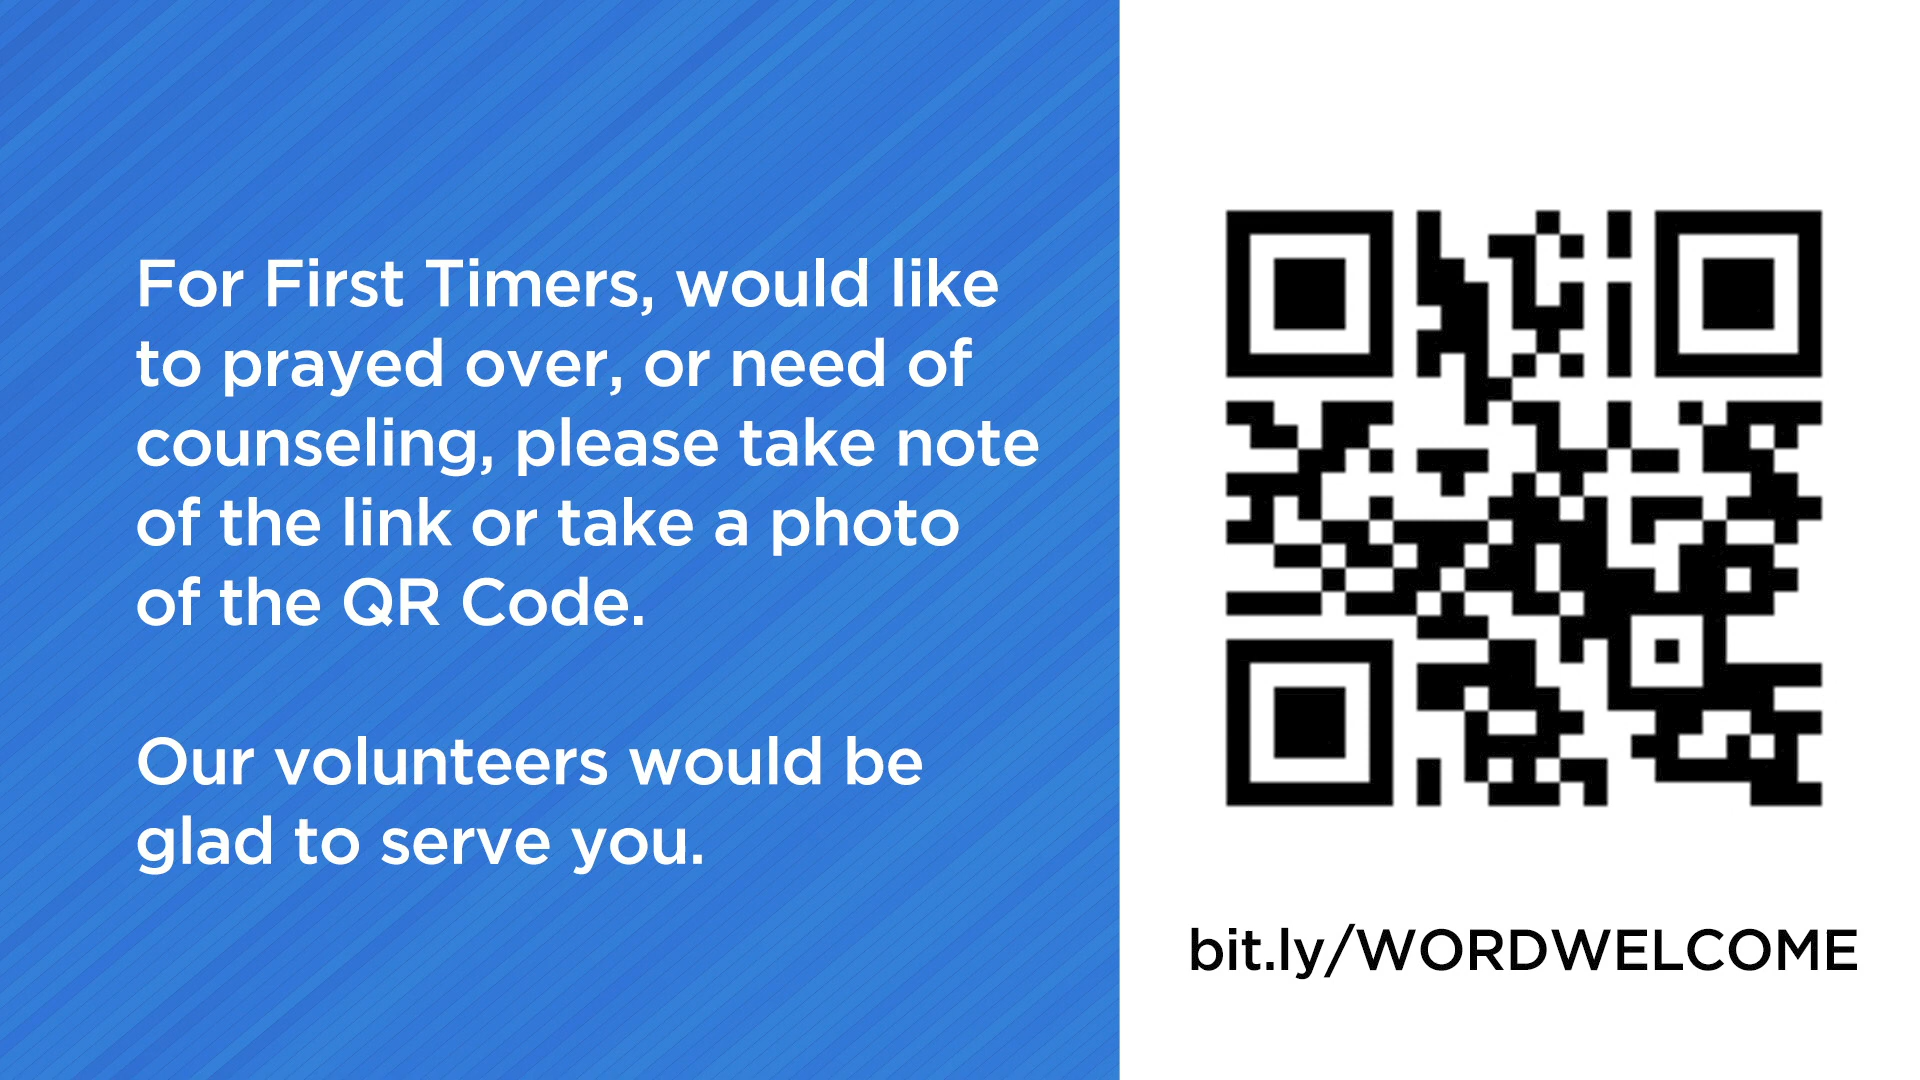 For First Timers, would like
to prayed over, or need of
counseling, please take note
of the link or take a photo
of the QR Code.
Our volunteers would be
glad to serve you.
bit.ly/WORDWELCOME